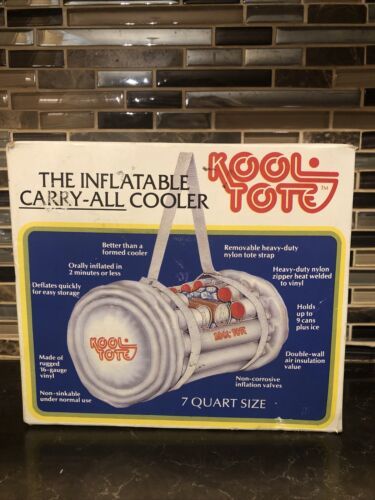 THE INFLATABLE
CARRY-ALL COOLER
KOOL
TOTE™
Better than a
formed cooler
Orally inflated in
2 minutes or less
Deflates quickly
for easy storage
Removable heavy-duty
nylon tote strap
Heavy-duty nylon
zipper heat welded
to vinyl
Holds
up to
9 cans
plus ice
KOOL
TOTE
KOOL TOTE
Made of
rugged
16-gauge
vinyl
Non-sinkable
under normal use
Double-wall
air insulation
value
Non-corrosive
inflation valves
7 QUART SIZE